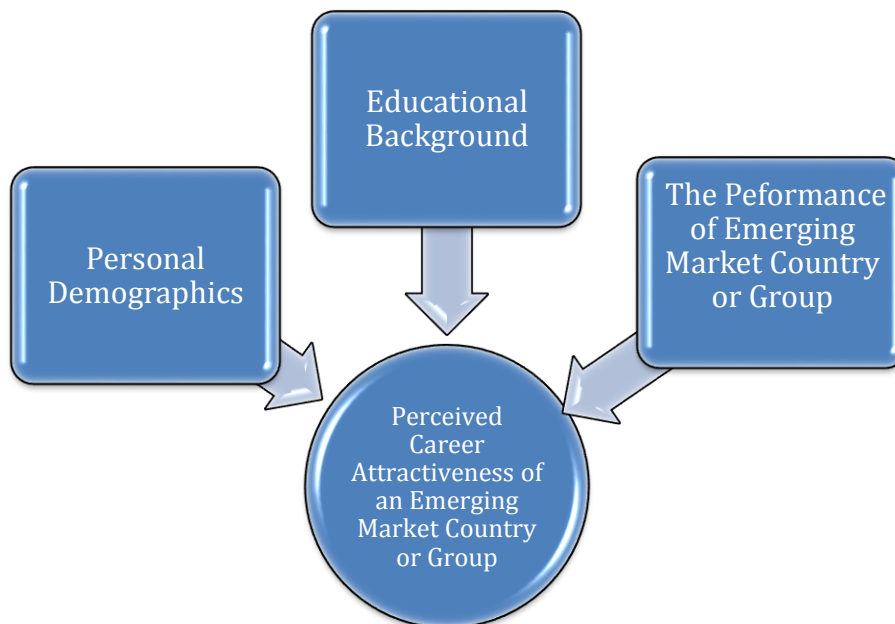 Educational
Background
Personal
Demographics
The Peformance
of Emerging
Market Country
or Group
Perceived
Career
Attractiveness of
an Emerging
Market Country
or Group